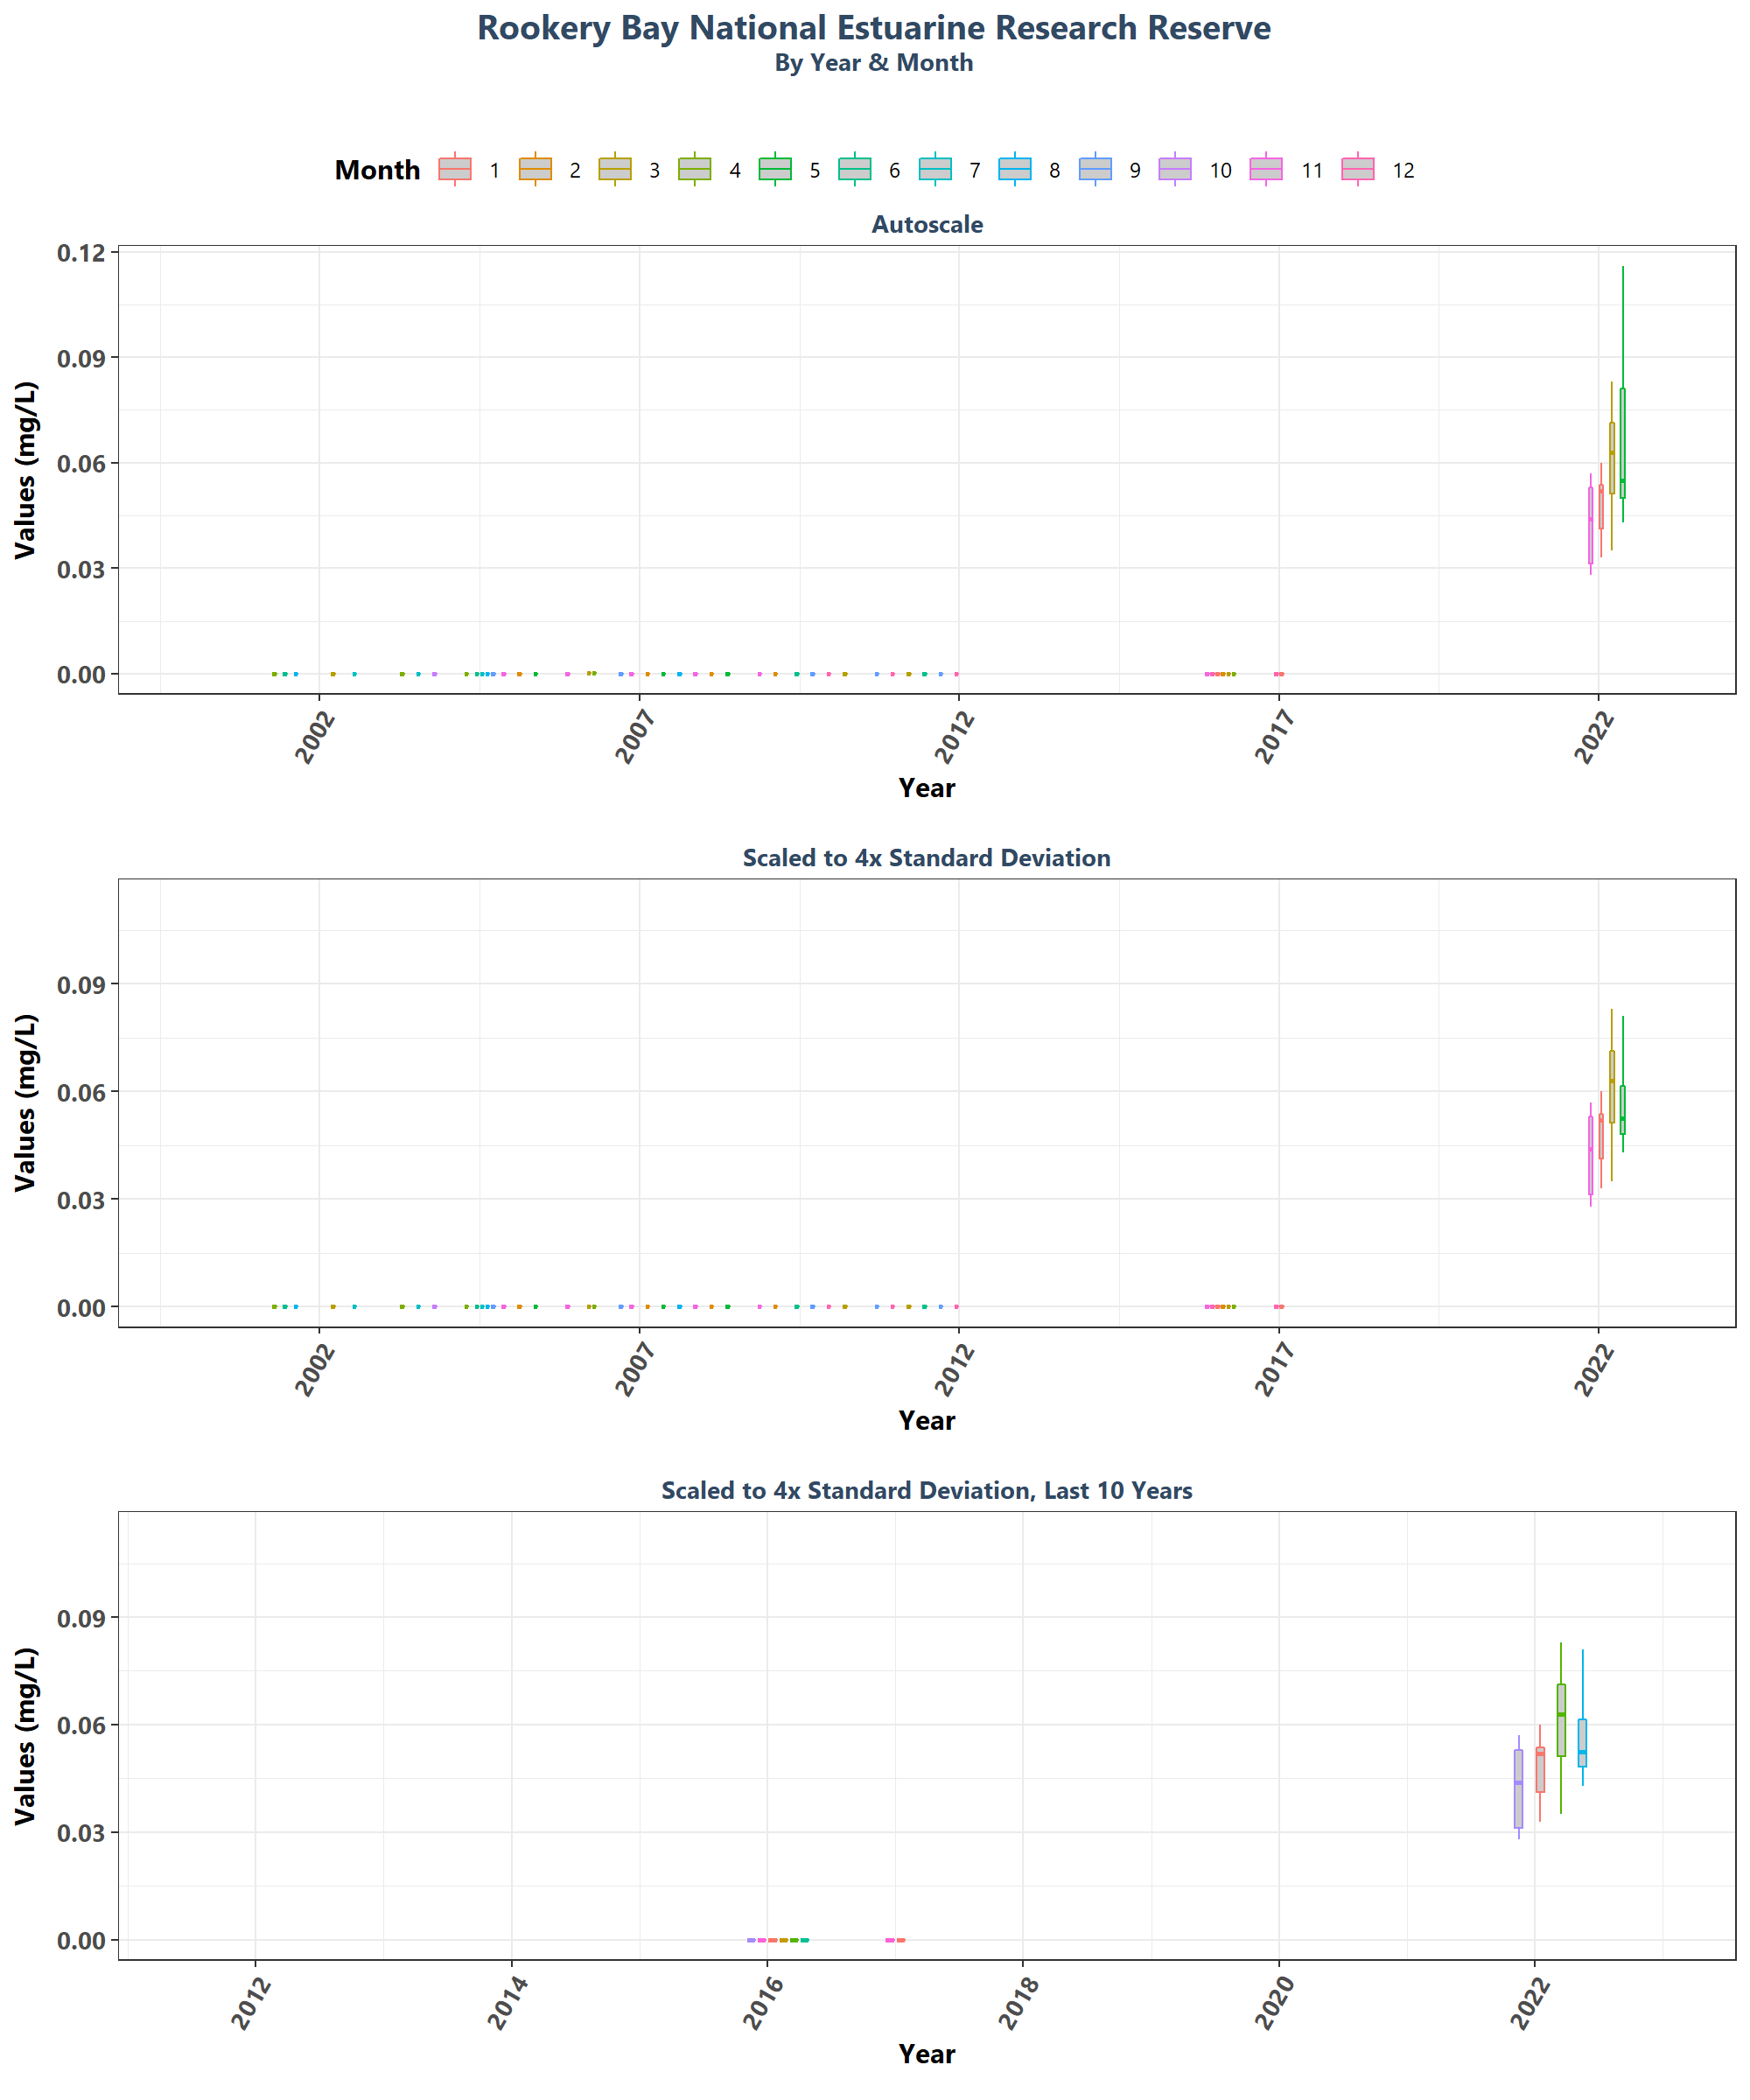 Rookery Bay National Estuarine Research Reserve
By Year & Month
Month 1 2 3 4 5 6 7 8 9 10 11 12
Autoscale
0.12
0.09
0.06
0.03
0.00
Values (mg/L)
2002 2007 2012 2017 2022
Year
Scaled to 4x Standard Deviation
0.09
0.06
0.03
0.00
Values (mg/L)
2002 2007 2012 2017 2022
Year
Scaled to 4x Standard Deviation, Last 10 Years
0.09
0.06
0.03
0.00
Values (mg/L)
2012 2014 2016 2018 2020 2022
Year